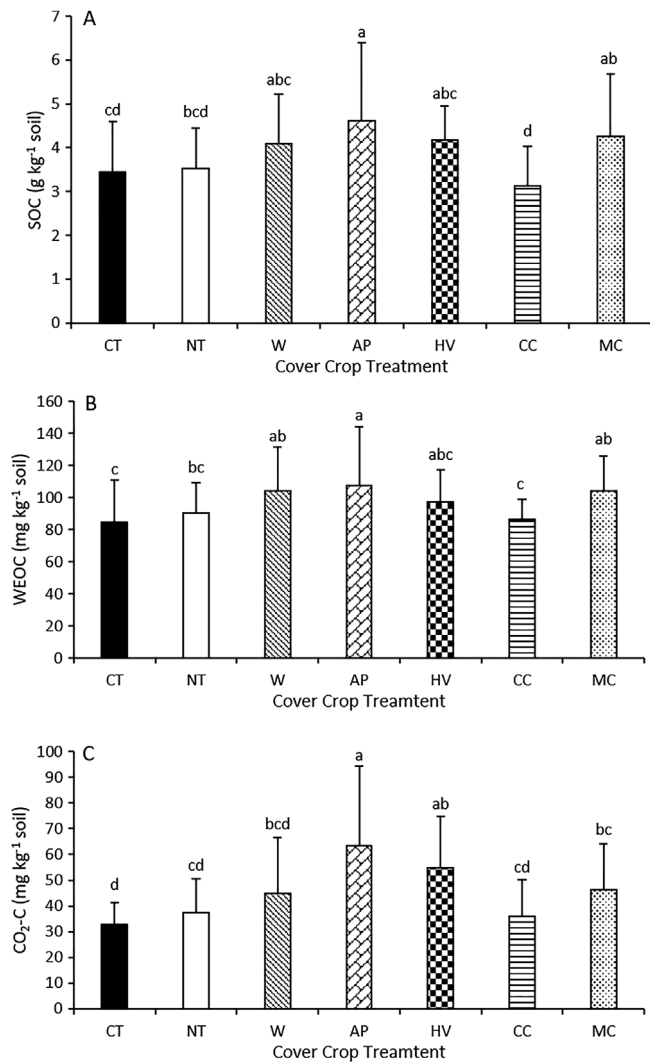 A
SOC (g kg⁻¹ soil)
7
6
5
4
3
2
1
0
cd
bcd
abc
a
abc
d
ab
CT NT W AP HV CC MC
Cover Crop Treatment
B
WEOC (mg kg⁻¹ soil)
160
140
120
100
80
60
40
20
0
c
bc
ab
a
abc
c
ab
CT NT W AP HV CC MC
Cover Crop Treamtent
C
CO₂-C (mg kg⁻¹ soil)
100
90
80
70
60
50
40
30
20
10
0
d
cd
bcd
a
ab
cd
bc
CT NT W AP HV CC MC
Cover Crop Treamtent